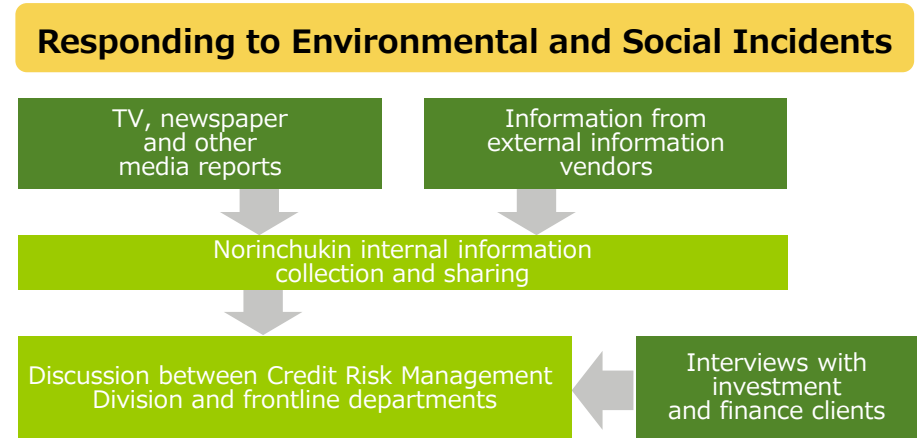 Responding to Environmental and Social Incidents
TV, newspaper
and other
media reports
Information from
external information
vendors
Norinchukin internal information
collection and sharing
Discussion between Credit Risk Management
Division and frontline departments
Interviews with
investment
and finance clients